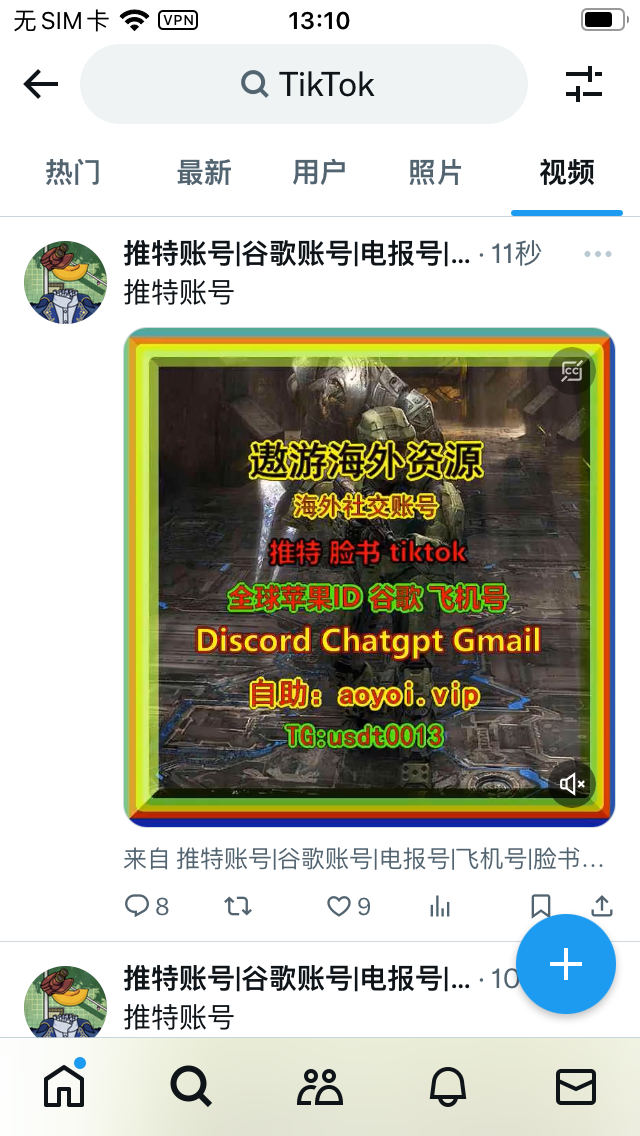 无SIM卡 VPN 13:10
TikTok
热门 最新 用户 照片 视频
推特账号|谷歌账号|电报号|... · 11秒
推特账号
CC
遨游海外资源
海外社交账号
推特 脸书 tiktok
全球苹果ID 谷歌 飞机号
Discord Chatgpt Gmail
自助：aoyoi.vip
TG:usdt0013
来自 推特账号|谷歌账号|电报号|飞机号|脸书...
8 9
推特账号|谷歌账号|电报号|... · 10
推特账号